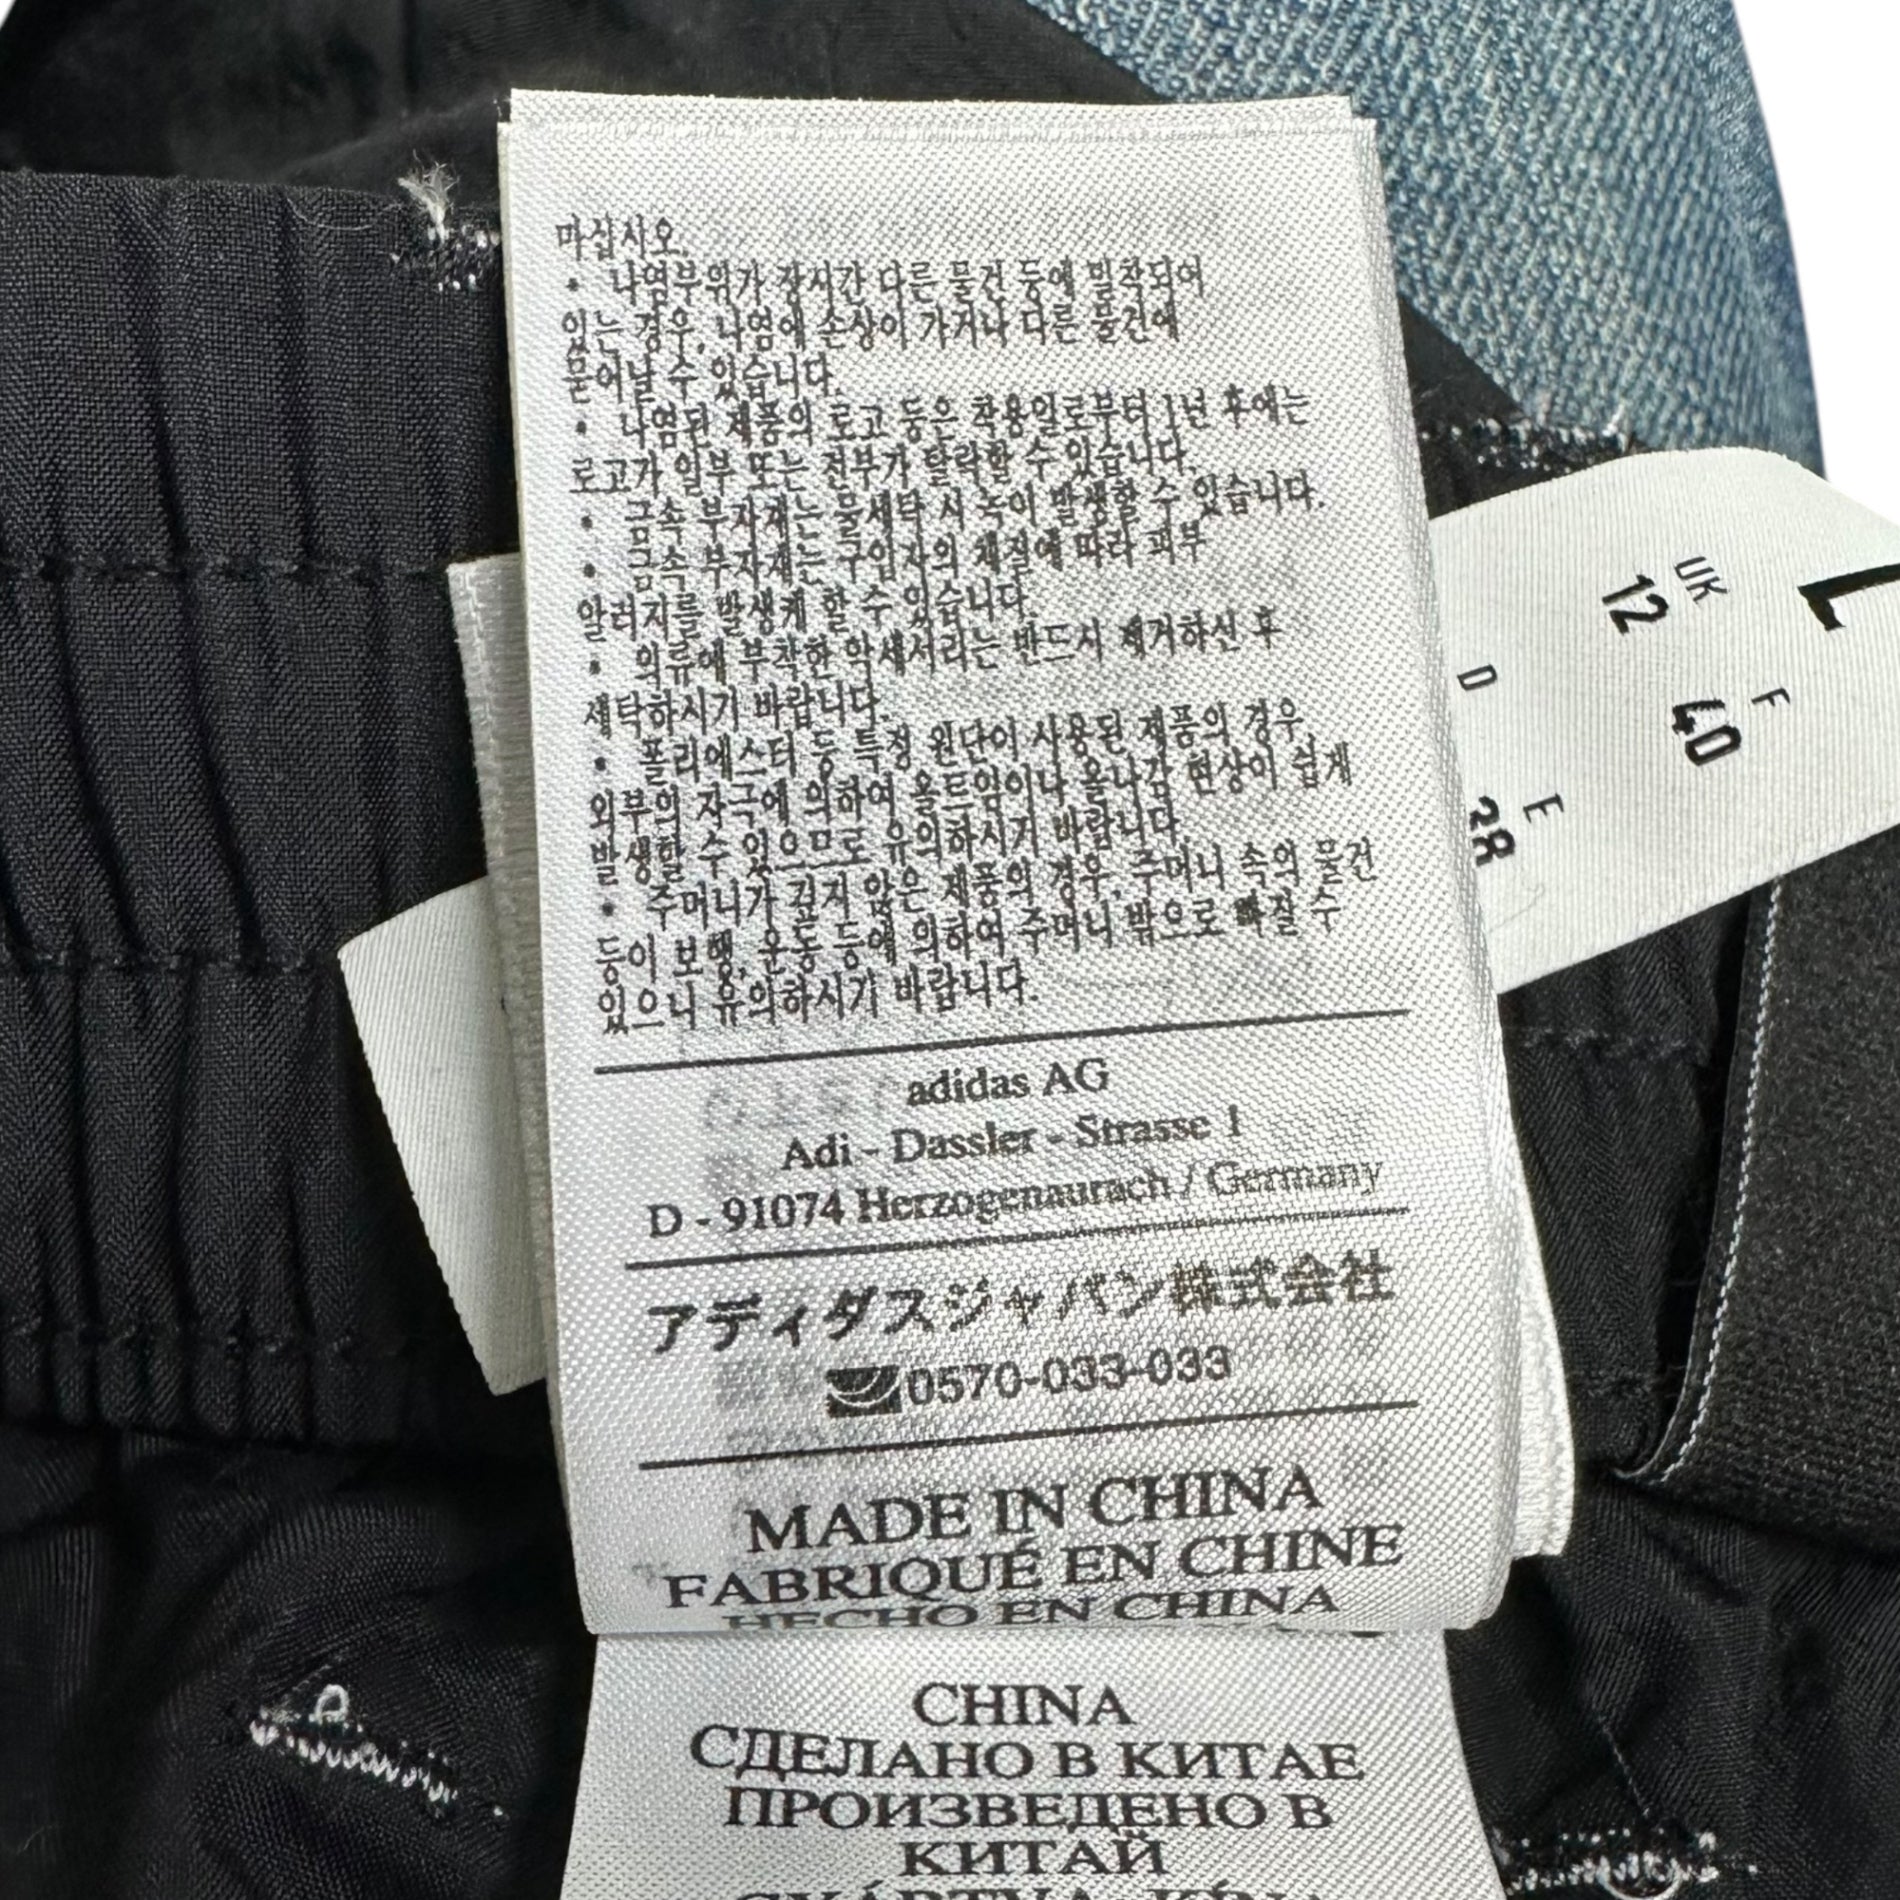 마십시오.
• 나염부위가 장시간 다른 물건 등에 밀착되어
있는 경우, 나염에 손상이 가거나 다른 물건에
묻어날 수 있습니다.
• 나염된 제품의 로고 등은 착용일로부터 1년 후에는
로고가 일부 또는 전부가 탈락할 수 있습니다.
• 금속 부자재는 물세탁 시 녹이 발생할 수 있습니다.
• 금속 부자재는 구입자의 체질에 따라 피부
알러지를 발생케 할 수 있습니다.
• 의류에 부착한 악세서리는 반드시 제거하신 후
세탁하시기 바랍니다.
• 폴리에스터 등 특정 원단이 사용된 제품의 경우,
외부의 자극에 의하여 올트임이나 올나감 현상이 쉽게
발생할 수 있으므로 유의하시기 바랍니다.
• 주머니가 깊지 않은 제품의 경우, 주머니 속의 물건
등이 보행, 운동 등에 의하여 주머니 밖으로 빠질 수
있으니 유의하시기 바랍니다.
adidas AG
Adi - Dassler - Strasse 1
D - 91074 Herzogenaurach / Germany
アディダスジャパン株式会社
0570-033-033
MADE IN CHINA
FABRIQUÉ EN CHINE
HECHO EN CHINA
CHINA
СДЕЛАНО В КИТАЕ
ПРОИЗВЕДЕНО В
КИТАЙ
L
UK
12
F
40
D
E
38